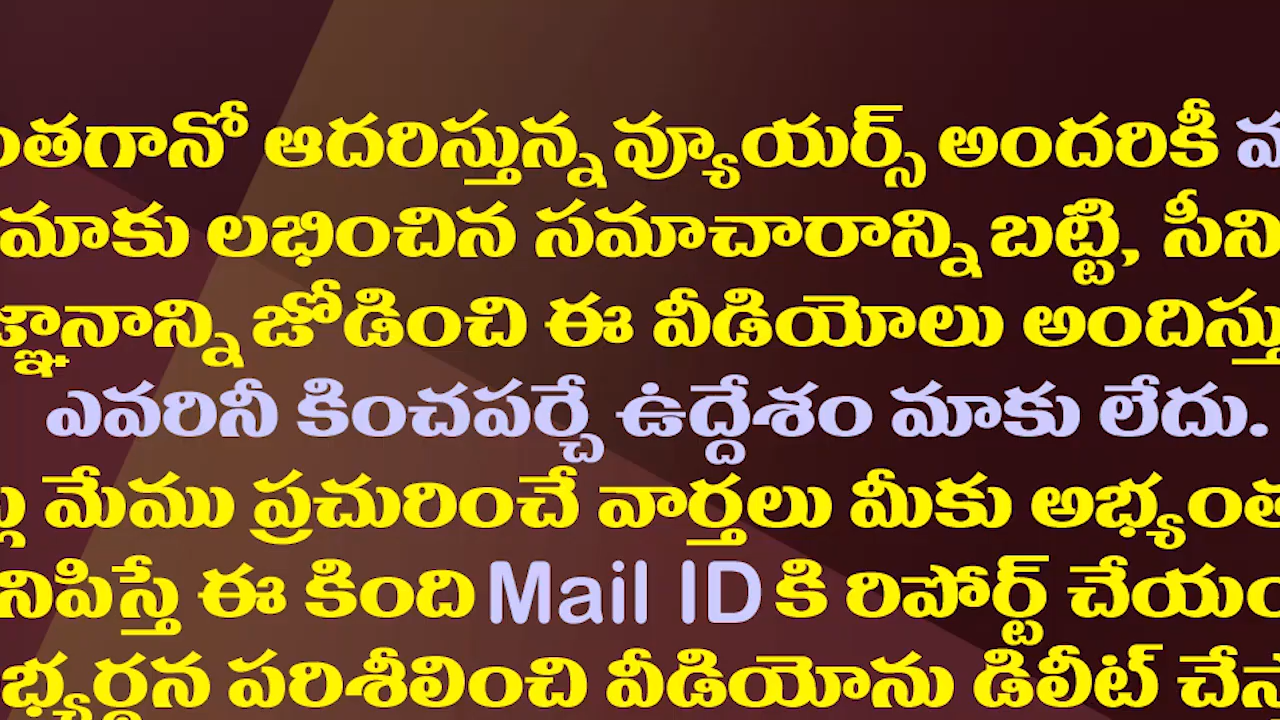 ంతగానో ఆదరిస్తున్న వ్యూయర్స్ అందరికీ
మాకు లభించిన సమాచారాన్ని బట్టి, సీని
జ్ఞానాన్ని జోడించి ఈ వీడియోలు అందిస్తు
ఎవరినీ కించపర్చే ఉద్దేశం మాకు లేదు.
ల్ల మేము ప్రచురించే వార్తలు మీకు అభ్యంత
నిపిస్తే ఈ కింది Mail ID కి రిపోర్ట్ చేయం
భ్యర్థన పరిశీలించి వీడియోను డిలీట్ చేస